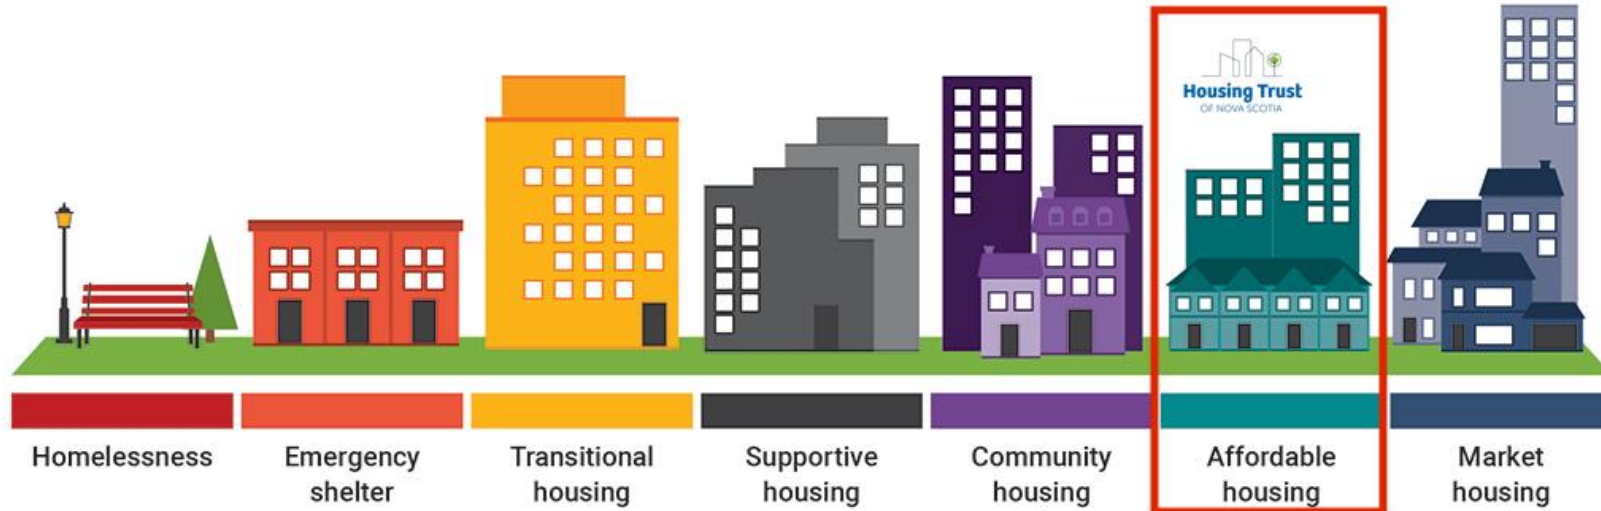 Housing Trust
OF NOVA SCOTIA
Homelessness
Emergency
shelter
Transitional
housing
Supportive
housing
Community
housing
Affordable
housing
Market
housing